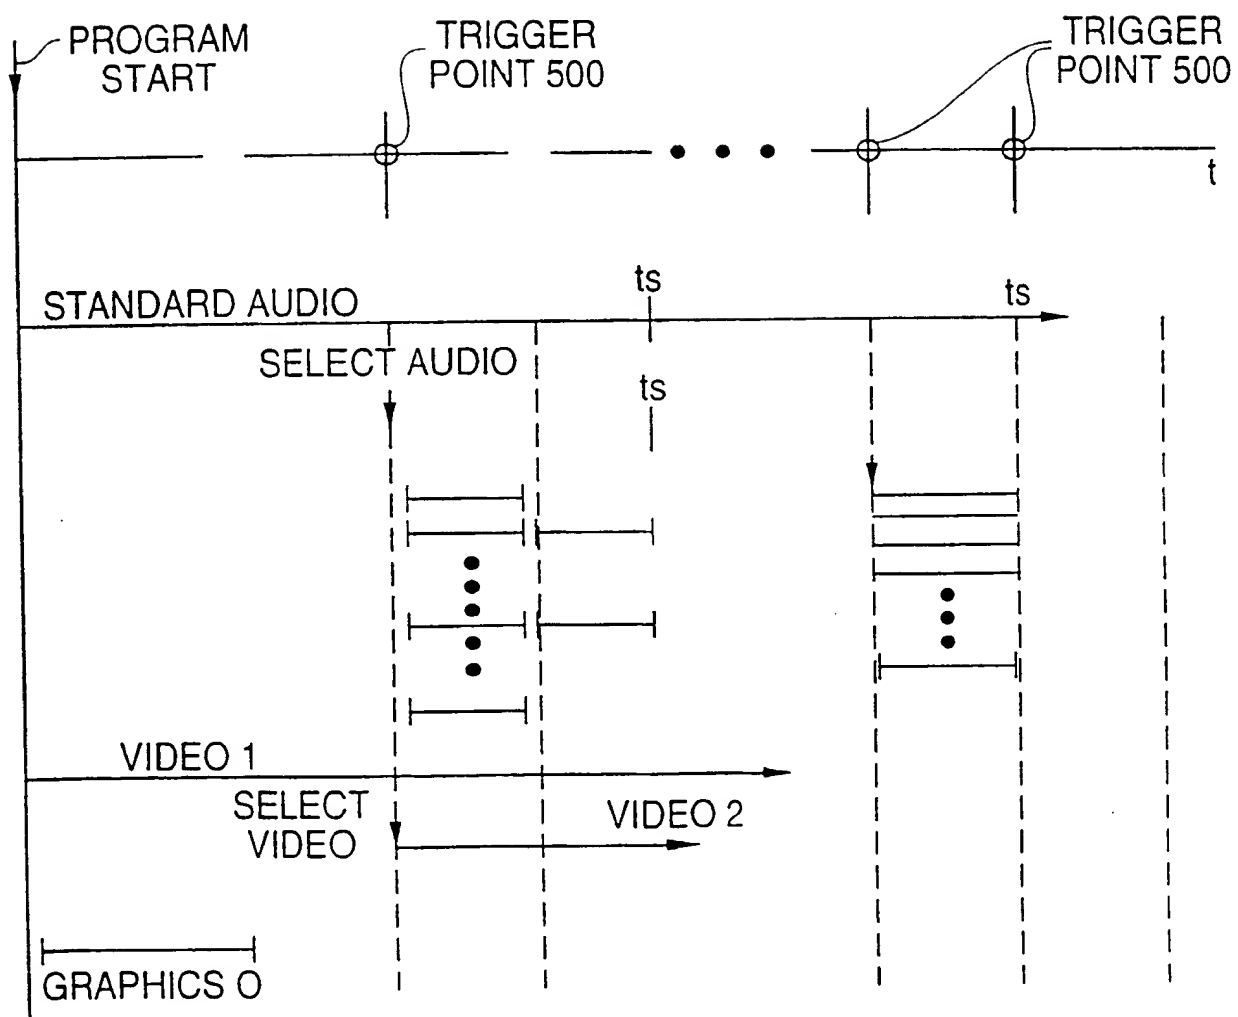 PROGRAM
START
TRIGGER
POINT 500
TRIGGER
POINT 500
t
STANDARD AUDIO
ts
ts
SELECT AUDIO
ts
VIDEO 1
SELECT
VIDEO
VIDEO 2
GRAPHICS O